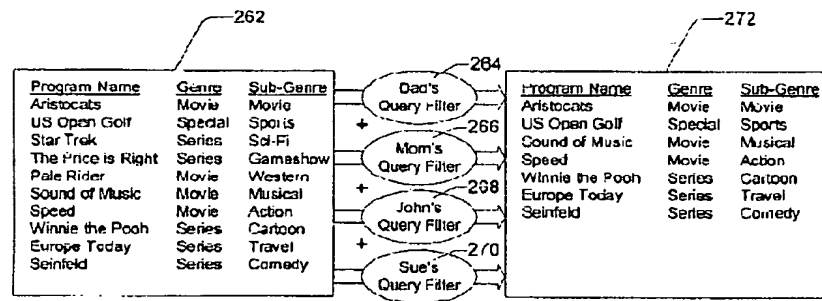 262
272
264
Program Name Genre Sub-Genre
Aristocats Movie Movie
US Open Golf Special Sports
Star Trek Series Sci-Fi
The Price is Right Series Gameshow
Pale Rider Movie Western
Sound of Music Movie Musical
Speed Movie Action
Winnie the Pooh Series Cartoon
Europe Today Series Travel
Seinfeld Series Comedy
Dad's
Query Filter
+
266
Mom's
Query Filter
+
268
John's
Query Filter
+
270
Sue's
Query Filter
Program Name Genre Sub-Genre
Aristocats Movie Movie
US Open Golf Special Sports
Sound of Music Movie Musical
Speed Movie Action
Winnie the Pooh Series Cartoon
Europe Today Series Travel
Seinfeld Series Comedy